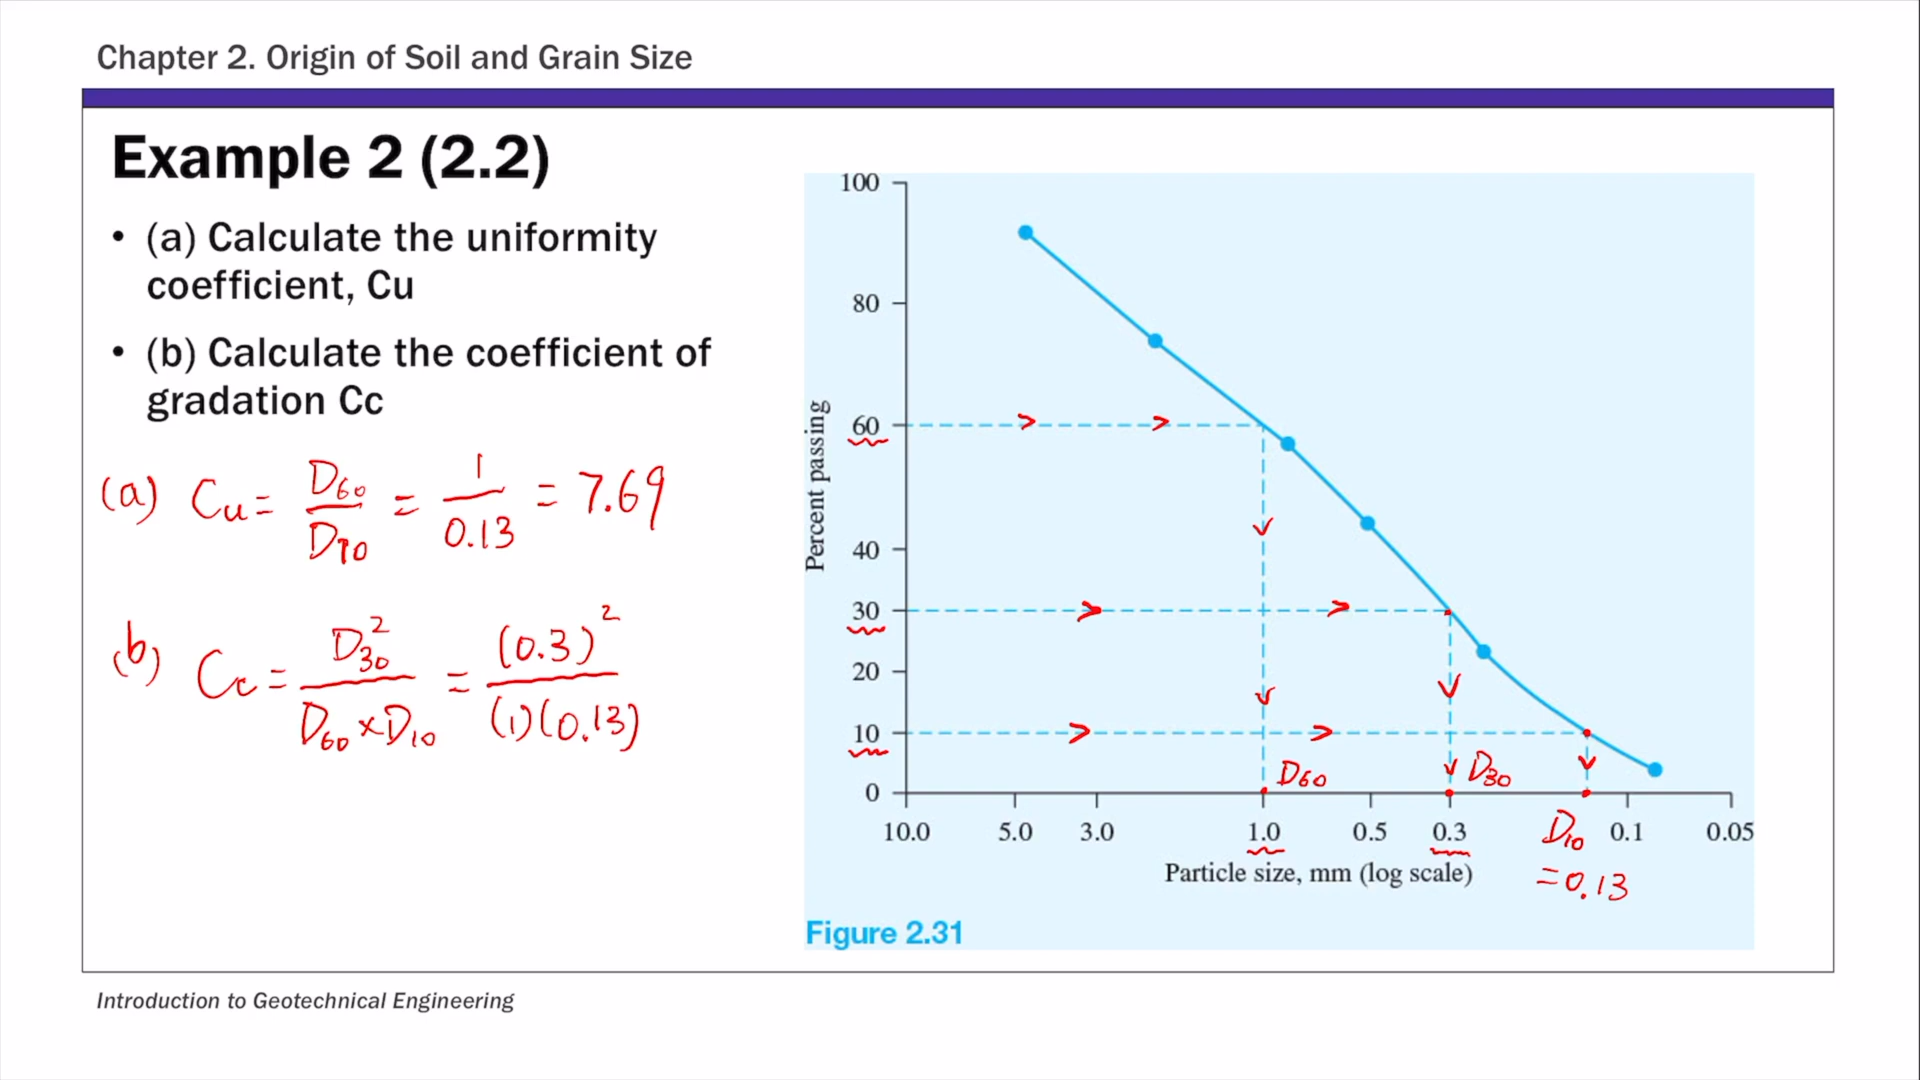 Chapter 2. Origin of Soil and Grain Size
Example 2 (2.2)
• (a) Calculate the uniformity
coefficient, Cu
• (b) Calculate the coefficient of
gradation Cc
(a) Cu = D60 / D10 = 1 / 0.13 = 7.69
(b) Cc = D30² / D60 × D10 = (0.3)² / (1)(0.13)
Percent passing
100
80
60
40
30
20
10
0
D60
D30
10.0 5.0 3.0 1.0 0.5 0.3 0.1 0.05
D10
= 0.13
Particle size, mm (log scale)
Figure 2.31
Introduction to Geotechnical Engineering